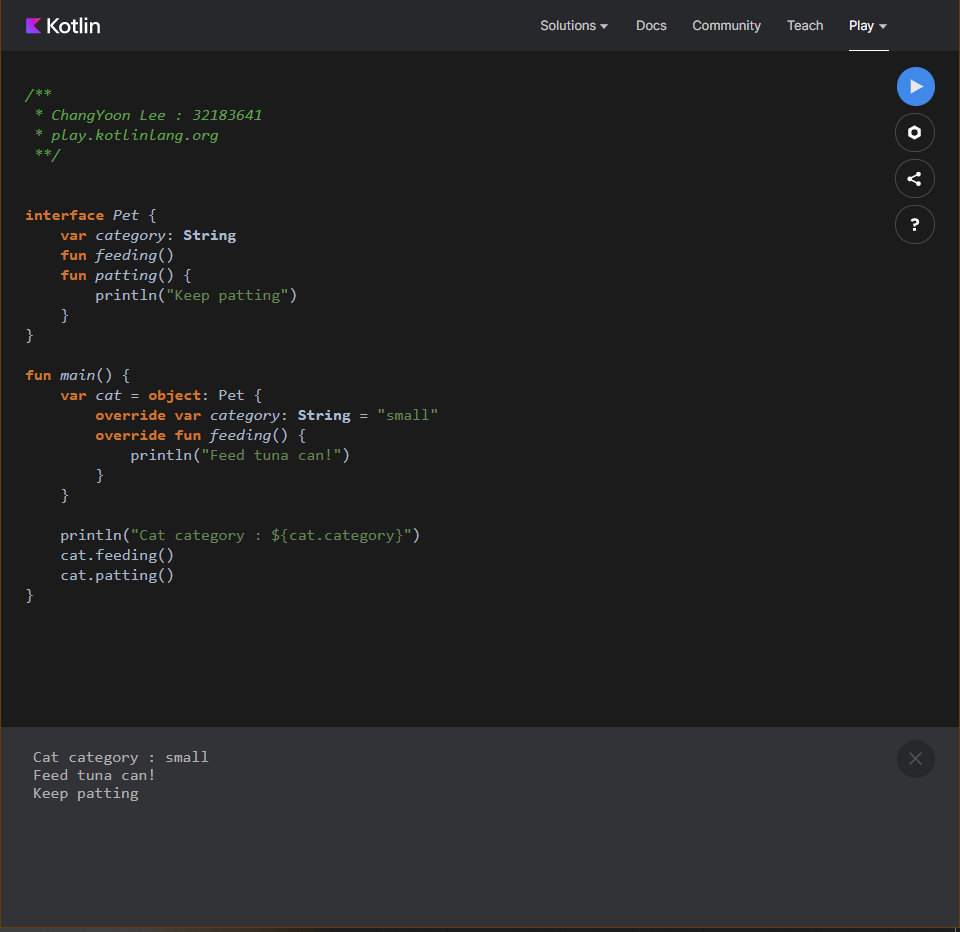 Kotlin
Solutions Docs Community Teach Play
/**
 * ChangYoon Lee : 32183641
 * play.kotlinlang.org
 **/
interface Pet {
    var category: String
    fun feeding()
    fun patting() {
        println("Keep patting")
    }
}
fun main() {
    var cat = object: Pet {
        override var category: String = "small"
        override fun feeding() {
            println("Feed tuna can!")
        }
    }
    println("Cat category : ${cat.category}")
    cat.feeding()
    cat.patting()
}
?
Cat category : small
Feed tuna can!
Keep patting